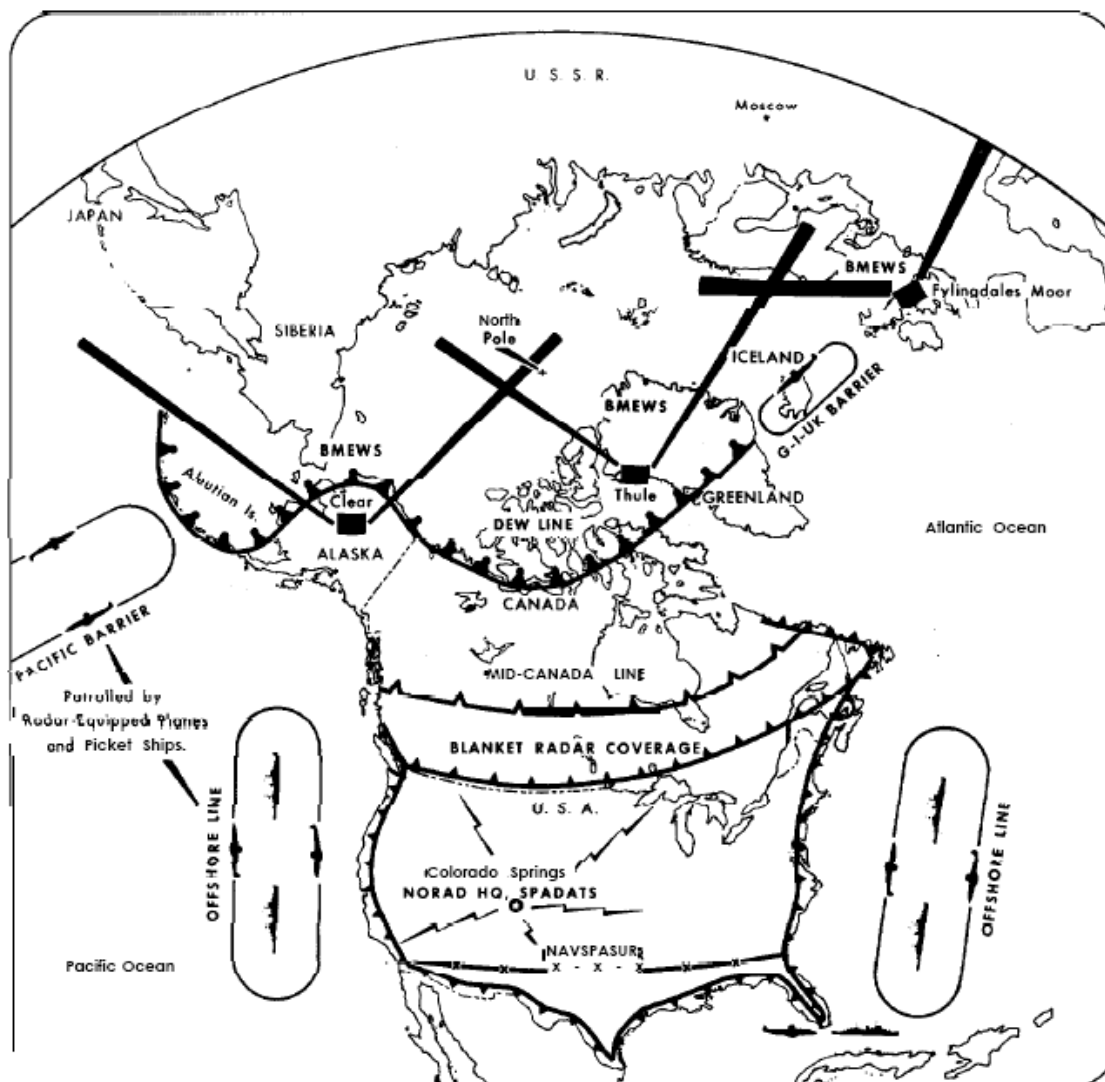 U. S. S. R.
Moscow
JAPAN
BMEWS
Fylingdales Moor
North
Pole
SIBERIA
ICELAND
G-I-UK BARRIER
BMEWS
BMEWS
Aleutian Is.
Clear
Thule
GREENLAND
DEW LINE
Atlantic Ocean
ALASKA
CANADA
PACIFIC BARRIER
MID-CANADA LINE
Patrolled by
Radar-Equipped Planes
and Picket Ships.
BLANKET RADAR COVERAGE
U. S. A.
OFFSHORE LINE
OFFSHORE LINE
Colorado Springs
NORAD HQ. SPADATS
NAVSPASUR
X X X - X - X X X
Pacific Ocean